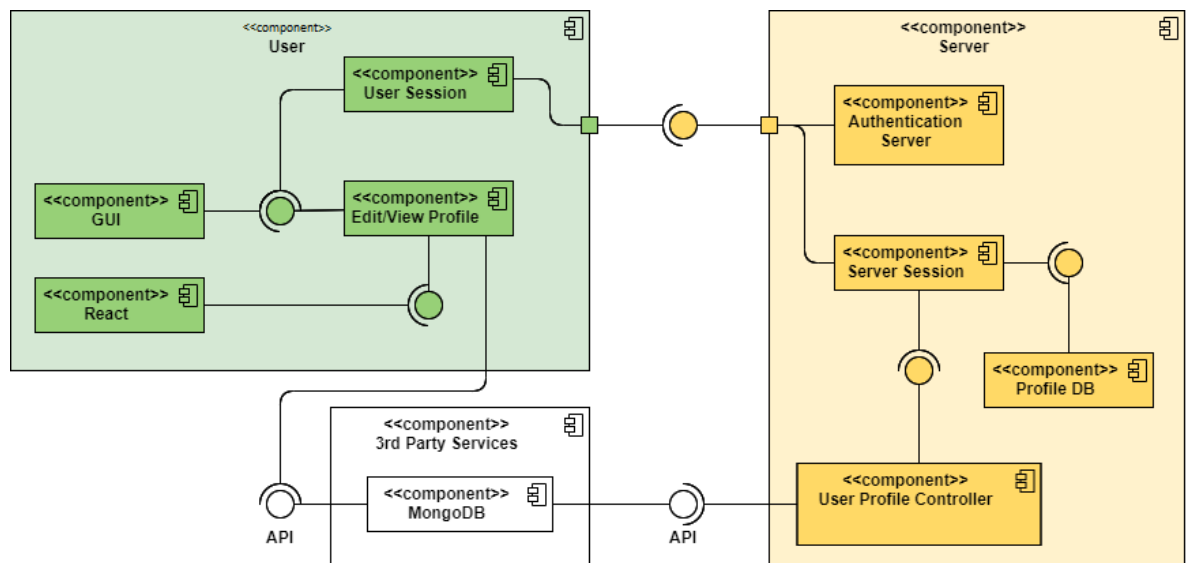 <<component>>
User
<<component>>
User Session
<<component>>
GUI
<<component>>
Edit/View Profile
<<component>>
React
<<component>>
Server
<<component>>
Authentication
Server
<<component>>
Server Session
<<component>>
Profile DB
<<component>>
User Profile Controller
<<component>>
3rd Party Services
<<component>>
MongoDB
API
API